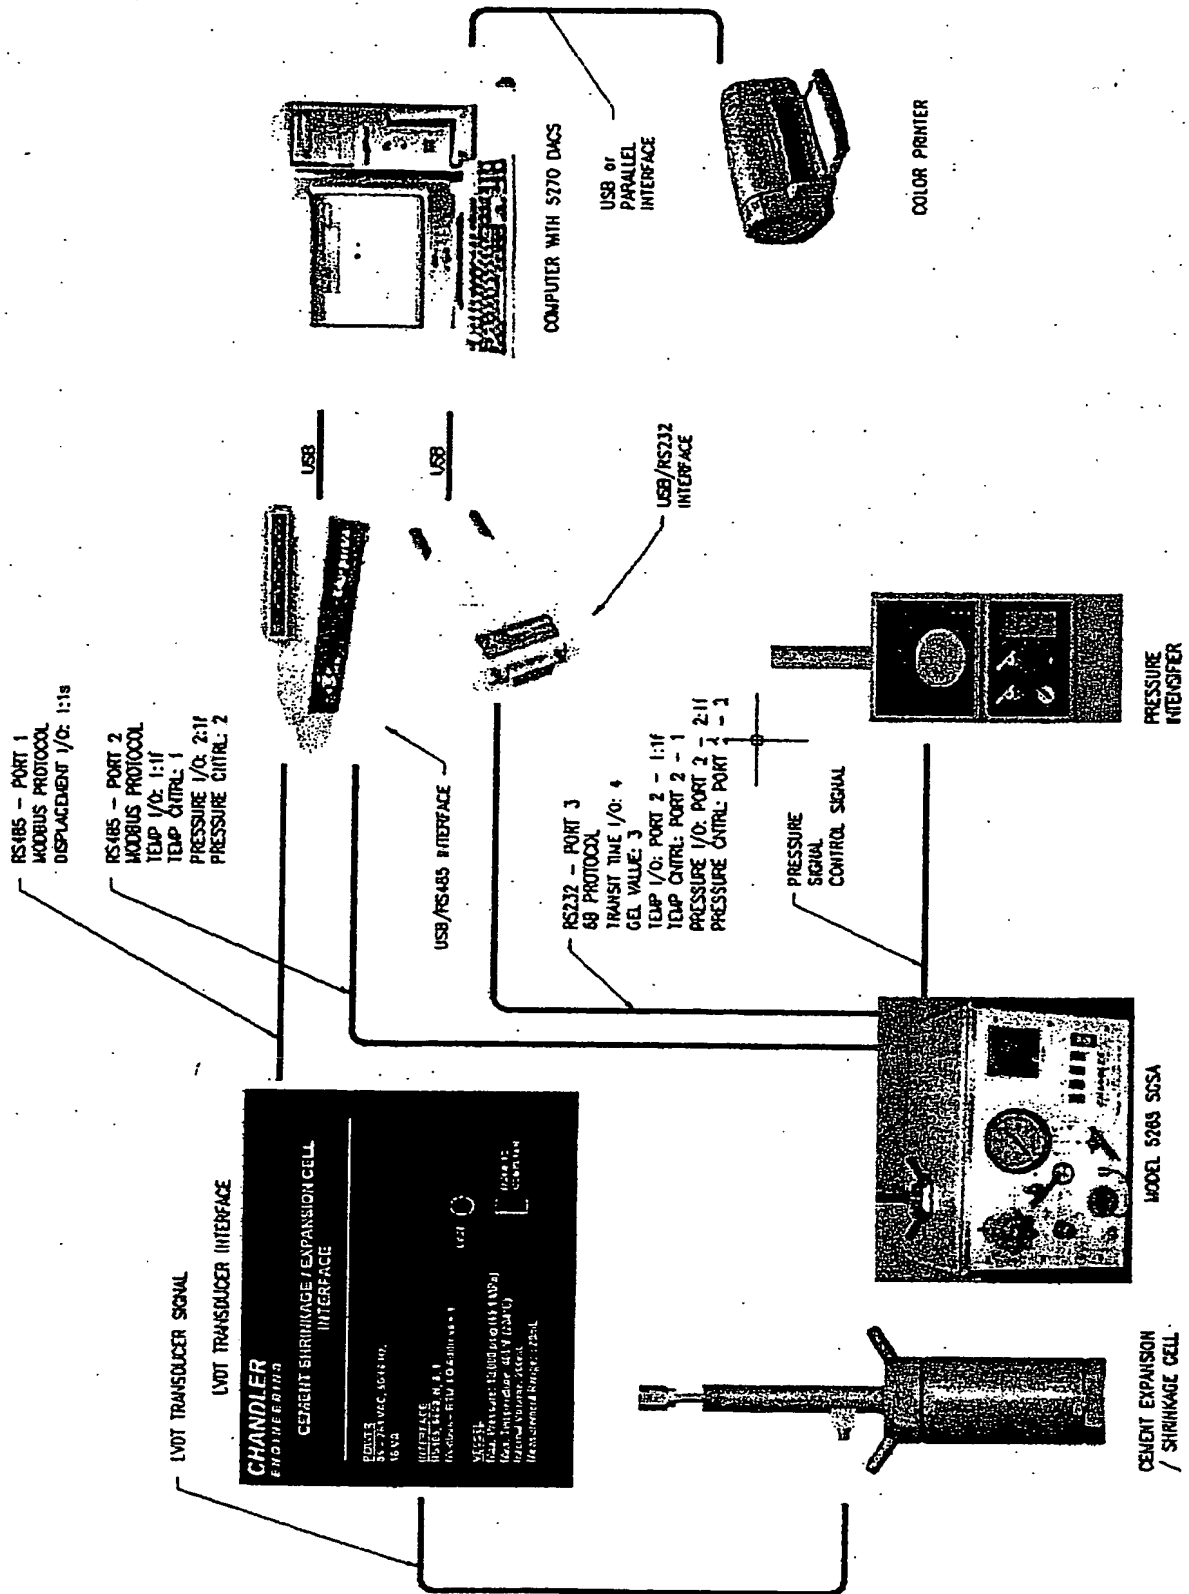 LVDT TRANSDUCER SIGNAL
LVDT TRANSDUCER INTERFACE
CHANDLER
ENGINEERING
CEMENT SHRINKAGE / EXPANSION CELL
INTERFACE
POWER
INTERFACE
VESSEL
LVDT
RS485 - PORT 1
MODBUS PROTOCOL
DISPLACEMENT I/O: 1:1s
RS485 - PORT 2
MODBUS PROTOCOL
TEMP I/O: 1:1f
TEMP CNTRL: 1
PRESSURE I/O: 2:1f
PRESSURE CNTRL: 2
USB/RS485 INTERFACE
USB
USB
COMPUTER WITH 5270 DACS
USB or
PARALLEL
INTERFACE
COLOR PRINTER
USB/RS232
INTERFACE
RS232 - PORT 3
6B PROTOCOL
TRANSIT TIME I/O: 4
GEL VALUE: 3
TEMP I/O: PORT 2 - 1:1f
TEMP CNTRL: PORT 2 - 1
PRESSURE I/O: PORT 2 - 2:1f
PRESSURE CNTRL: PORT 2 - 2
PRESSURE
SIGNAL
CONTROL SIGNAL
CEMENT EXPANSION
/ SHRINKAGE CELL
MODEL 5265 SGSA
PRESSURE
INTENSIFIER